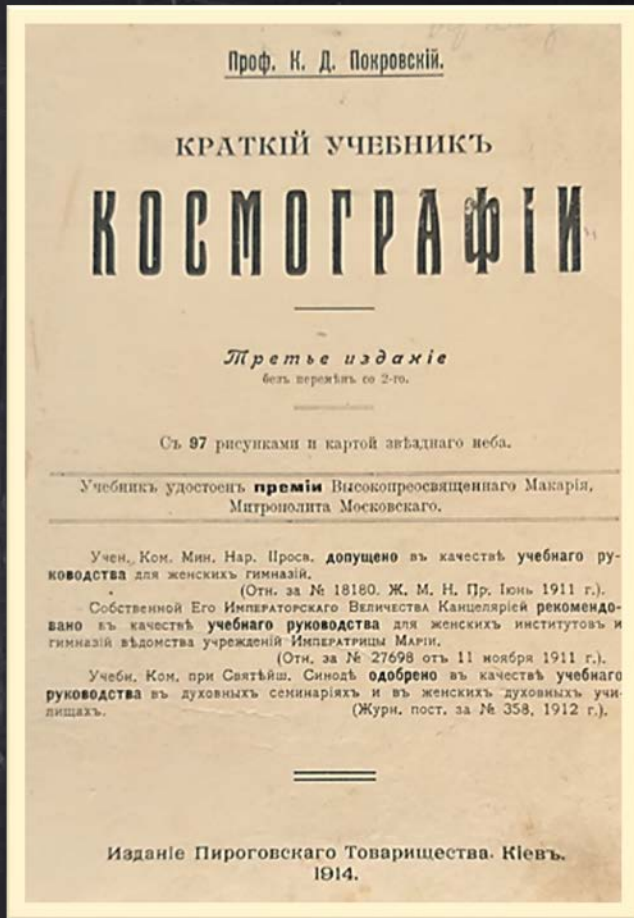 Проф. К. Д. Покровскій.
КРАТКІЙ УЧЕБНИКЪ
КОСМОГРАФІИ
Третье изданіе
безъ перемѣнъ со 2-го.
Съ 97 рисунками и картой звѣзднаго неба.
Учебникъ удостоенъ преміи Высокопреосвященнаго Макарія,
Митрополита Московскаго.
Учен. Ком. Мин. Нар. Просв. допущено въ качествѣ учебнаго ру-
ководства для женскихъ гимназій.
(Отн. за № 18180. Ж. М. Н. Пр. Іюнь 1911 г.).
Собственной Его Императорскаго Величества Канцеляріей рекомендо-
вано въ качествѣ учебнаго руководства для женскихъ институтовъ и
гимназій вѣдомства учрежденій Императрицы Маріи.
(Отн. за № 27698 отъ 11 ноября 1911 г.).
Учебн. Ком. при Святѣйш. Синодѣ одобрено въ качествѣ учебнаго
руководства въ духовныхъ семинаріяхъ и въ женскихъ духовныхъ учи-
лищахъ. (Журн. пост. за № 358, 1912 г.).
Изданіе Пироговскаго Товарищества. Кіевъ.
1914.